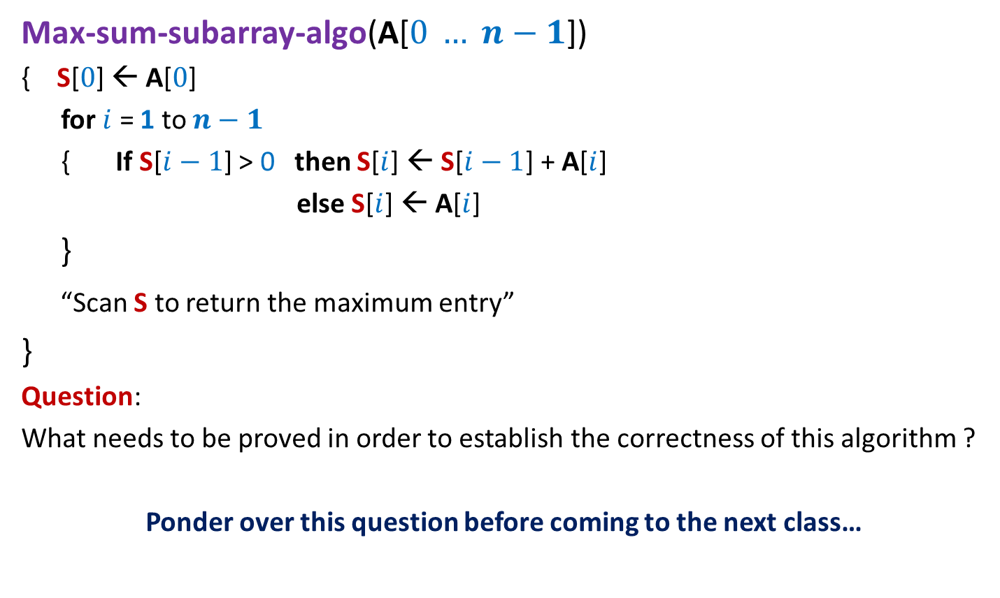 Max-sum-subarray-algo(A[0 … n − 1])
{ S[0] ← A[0]
for i = 1 to n − 1
{ If S[i − 1] > 0 then S[i] ← S[i − 1] + A[i]
else S[i] ← A[i]
}
“Scan S to return the maximum entry”
}
Question:
What needs to be proved in order to establish the correctness of this algorithm ?
Ponder over this question before coming to the next class…